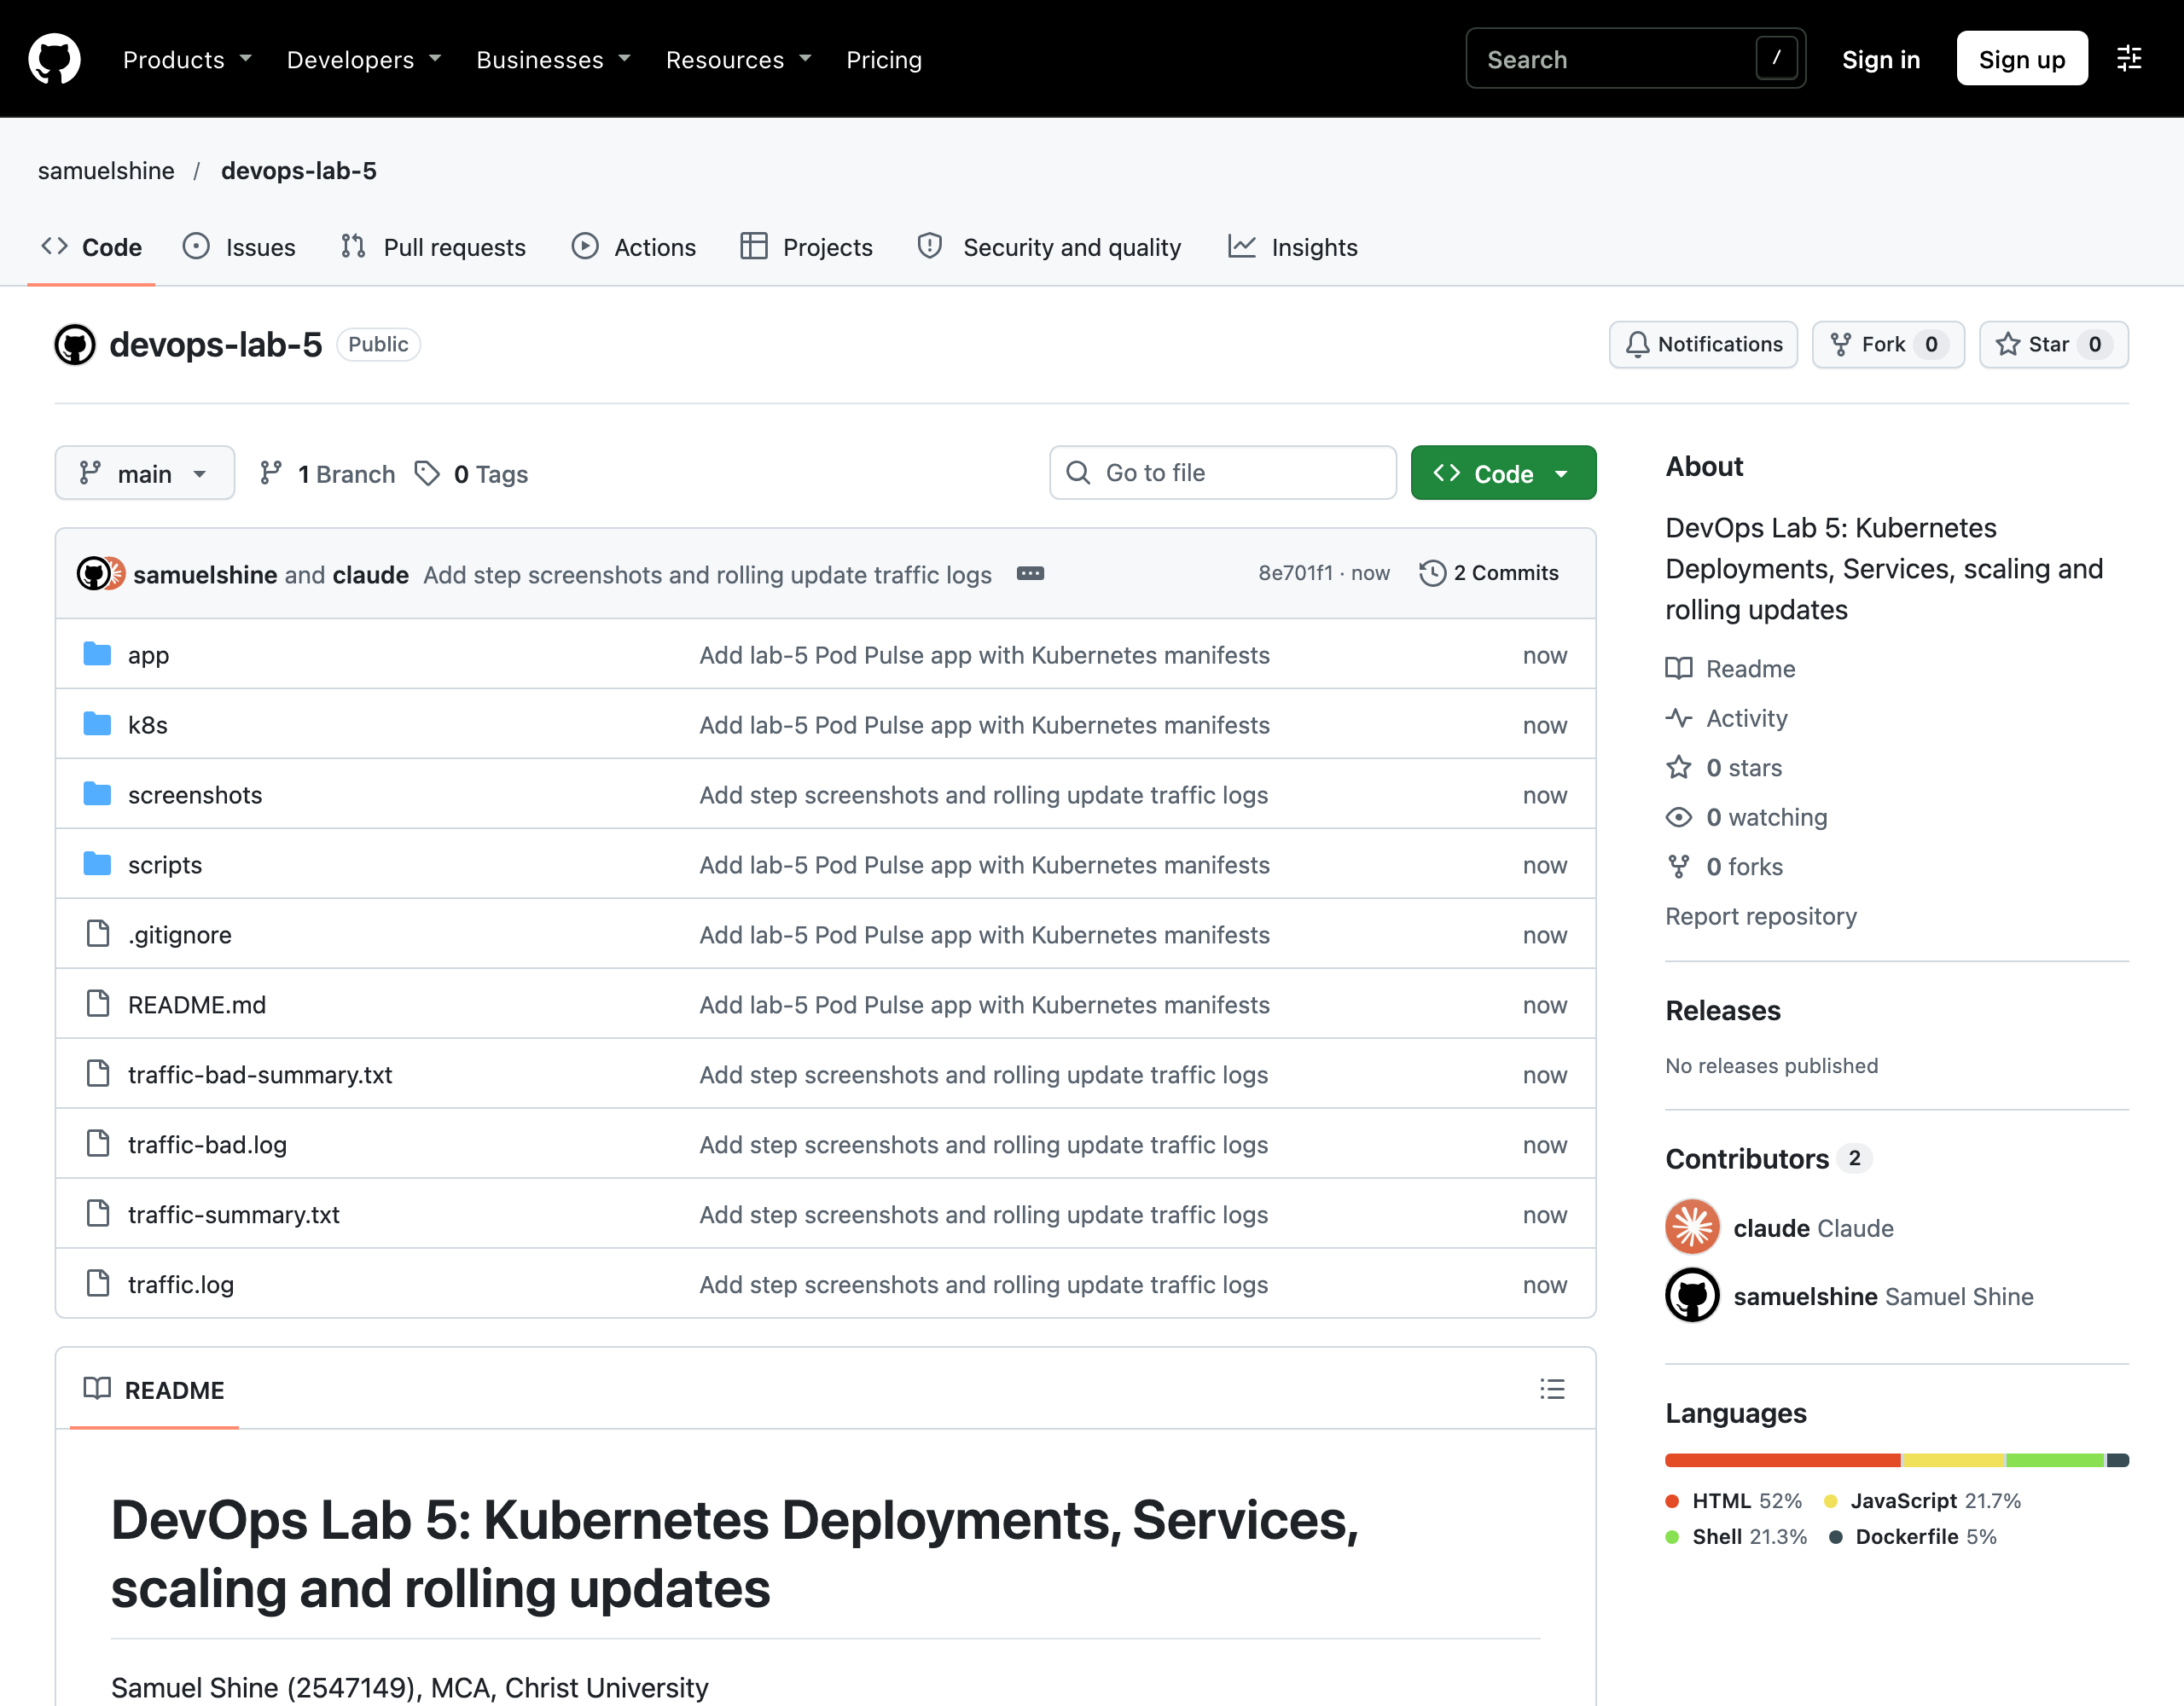 Products Developers Businesses Resources Pricing Search / Sign in Sign up
samuelshine / devops-lab-5
Code Issues Pull requests Actions Projects Security and quality Insights
devops-lab-5 Public Notifications Fork 0 Star 0
main 1 Branch 0 Tags Go to file Code
samuelshine and claude Add step screenshots and rolling update traffic logs 8e701f1 · now 2 Commits
app Add lab-5 Pod Pulse app with Kubernetes manifests now
k8s Add lab-5 Pod Pulse app with Kubernetes manifests now
screenshots Add step screenshots and rolling update traffic logs now
scripts Add lab-5 Pod Pulse app with Kubernetes manifests now
.gitignore Add lab-5 Pod Pulse app with Kubernetes manifests now
README.md Add lab-5 Pod Pulse app with Kubernetes manifests now
traffic-bad-summary.txt Add step screenshots and rolling update traffic logs now
traffic-bad.log Add step screenshots and rolling update traffic logs now
traffic-summary.txt Add step screenshots and rolling update traffic logs now
traffic.log Add step screenshots and rolling update traffic logs now
README
DevOps Lab 5: Kubernetes Deployments, Services,
scaling and rolling updates
Samuel Shine (2547149), MCA, Christ University
About
DevOps Lab 5: Kubernetes
Deployments, Services, scaling and
rolling updates
Readme
Activity
0 stars
0 watching
0 forks
Report repository
Releases
No releases published
Contributors 2
claude Claude
samuelshine Samuel Shine
Languages
HTML 52% JavaScript 21.7%
Shell 21.3% Dockerfile 5%